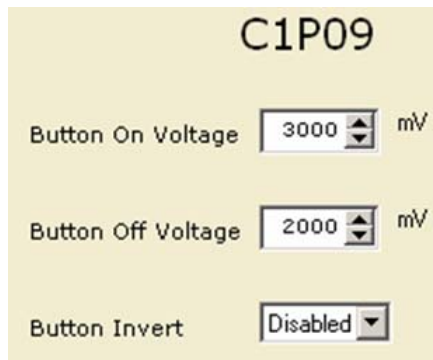 C1P09
Button On Voltage 3000 mV
Button Off Voltage 2000 mV
Button Invert Disabled